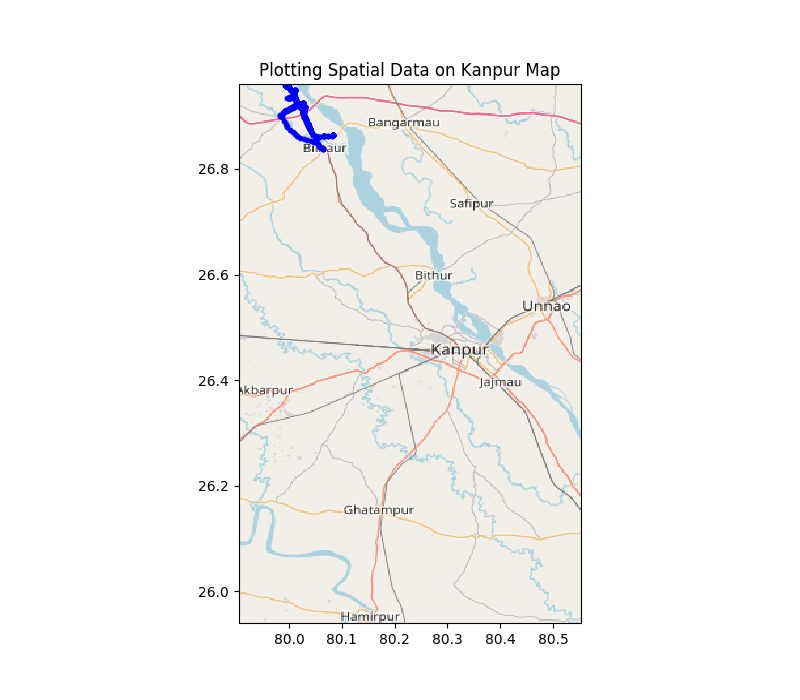 Plotting Spatial Data on Kanpur Map
Bangarmau
Bilhaur
26.8
Safipur
26.6
Bithur
Unnao
Kanpur
26.4
Jajmau
Akbarpur
26.2
Ghatampur
26.0
Hamirpur
80.0 80.1 80.2 80.3 80.4 80.5